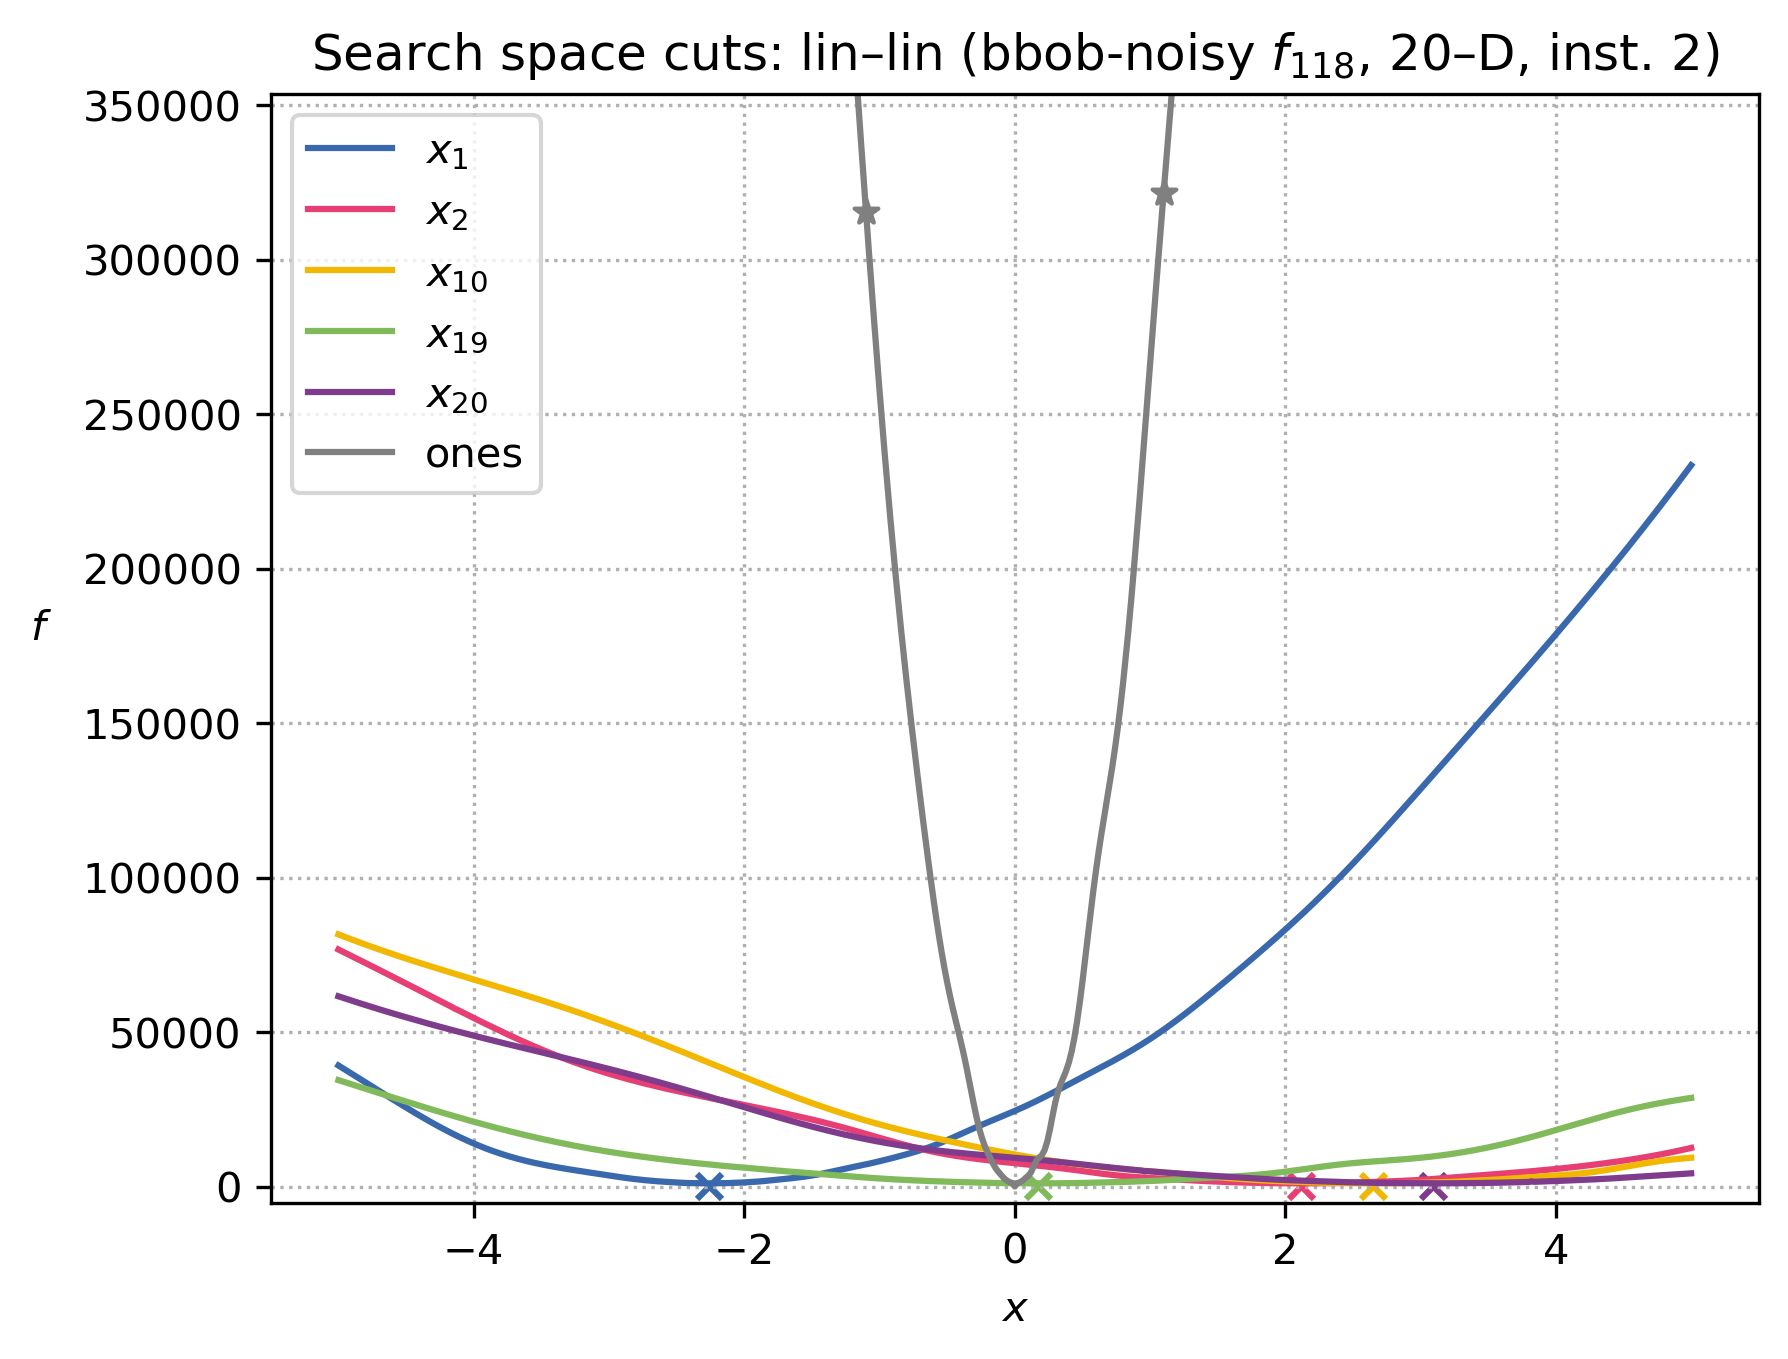 Search space cuts: lin–lin (bbob-noisy f₁₁₈, 20–D, inst. 2)
350000
300000
250000
200000
150000
100000
50000
0
f
x₁
x₂
x₁₀
x₁₉
x₂₀
ones
−4
−2
0
2
4
x